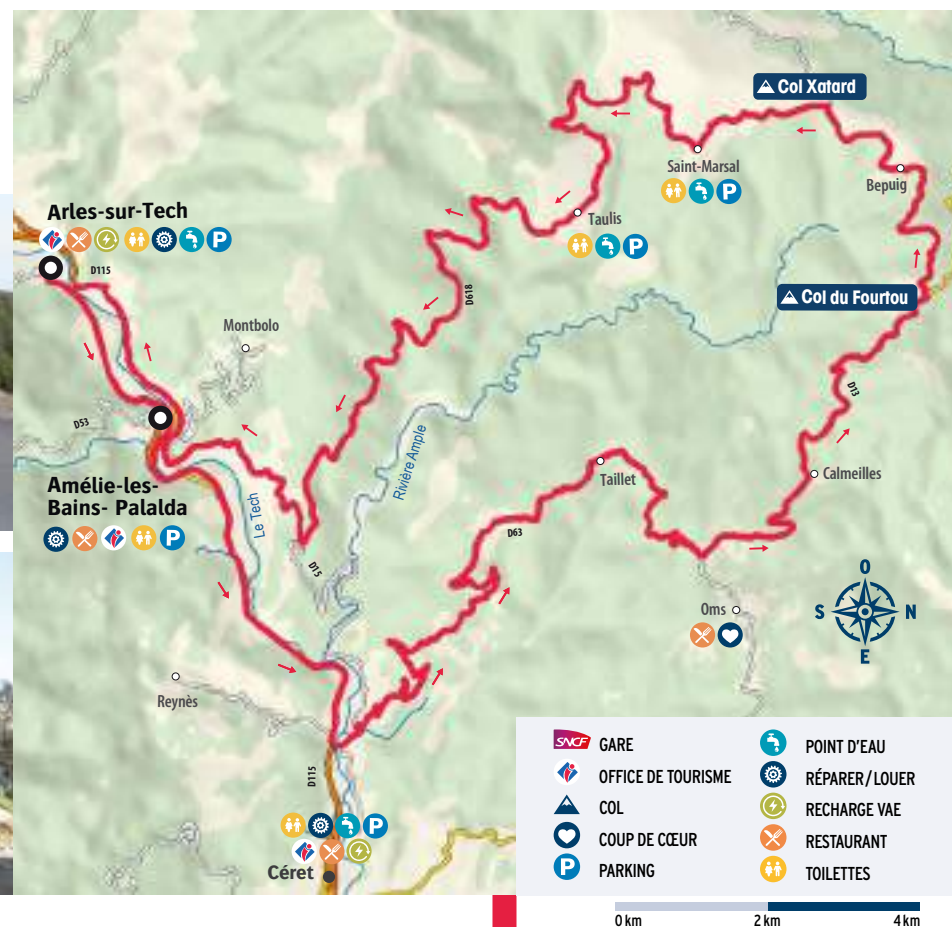 Col Xatard
Saint-Marsal
P
Bepuig
Arles-sur-Tech
P
D115
Taulis
P
Col du Fourtou
D618
Montbolo
D53
D13
Rivière Ample
Taillet
Calmeilles
Amélie-les-
Bains- Palalda
P
Le Tech
D63
D15
O
S N
E
Oms
Reynès
D115
P
Céret
SNCF GARE
OFFICE DE TOURISME
COL
COUP DE CŒUR
P PARKING
POINT D'EAU
RÉPARER/LOUER
RECHARGE VAE
RESTAURANT
TOILETTES
0 km 2 km 4 km